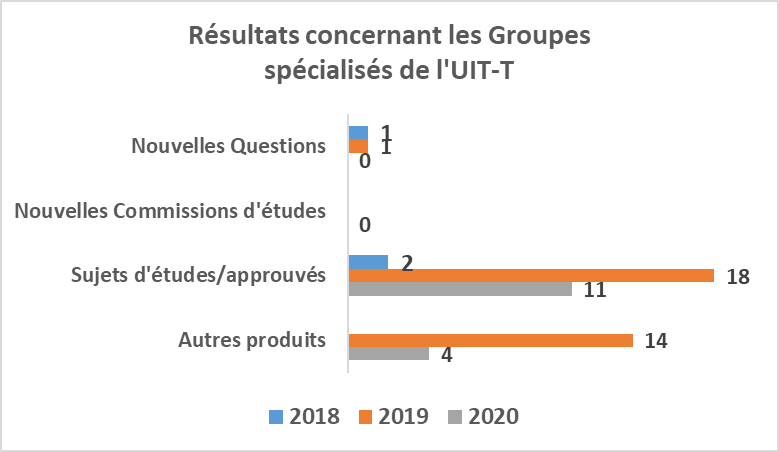 Résultats concernant les Groupes
spécialisés de l'UIT-T
Nouvelles Questions
1
1
0
Nouvelles Commissions d'études
0
Sujets d'études/approuvés
2
18
11
Autres produits
14
4
2018 2019 2020